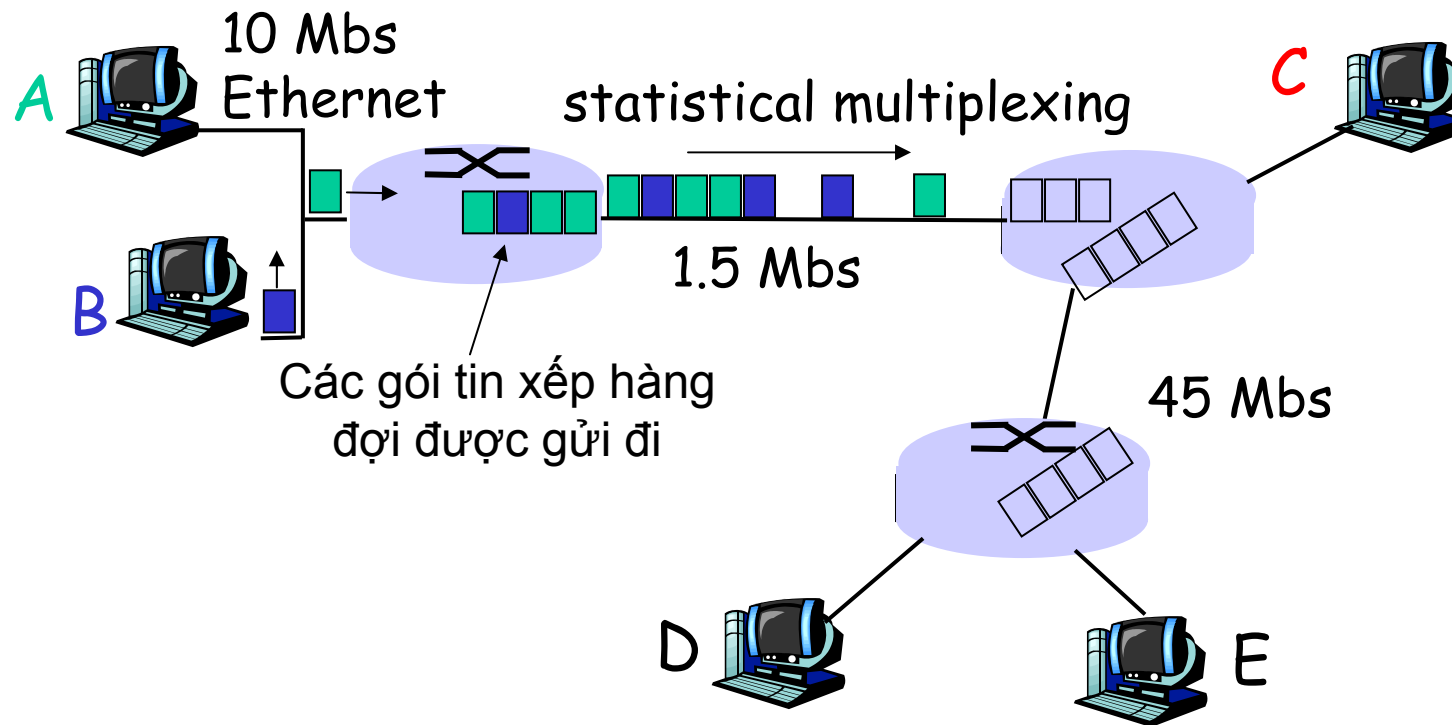 10 Mbs
Ethernet
A
statistical multiplexing
C
B
1.5 Mbs
Các gói tin xếp hàng
đợi được gửi đi
45 Mbs
D
E